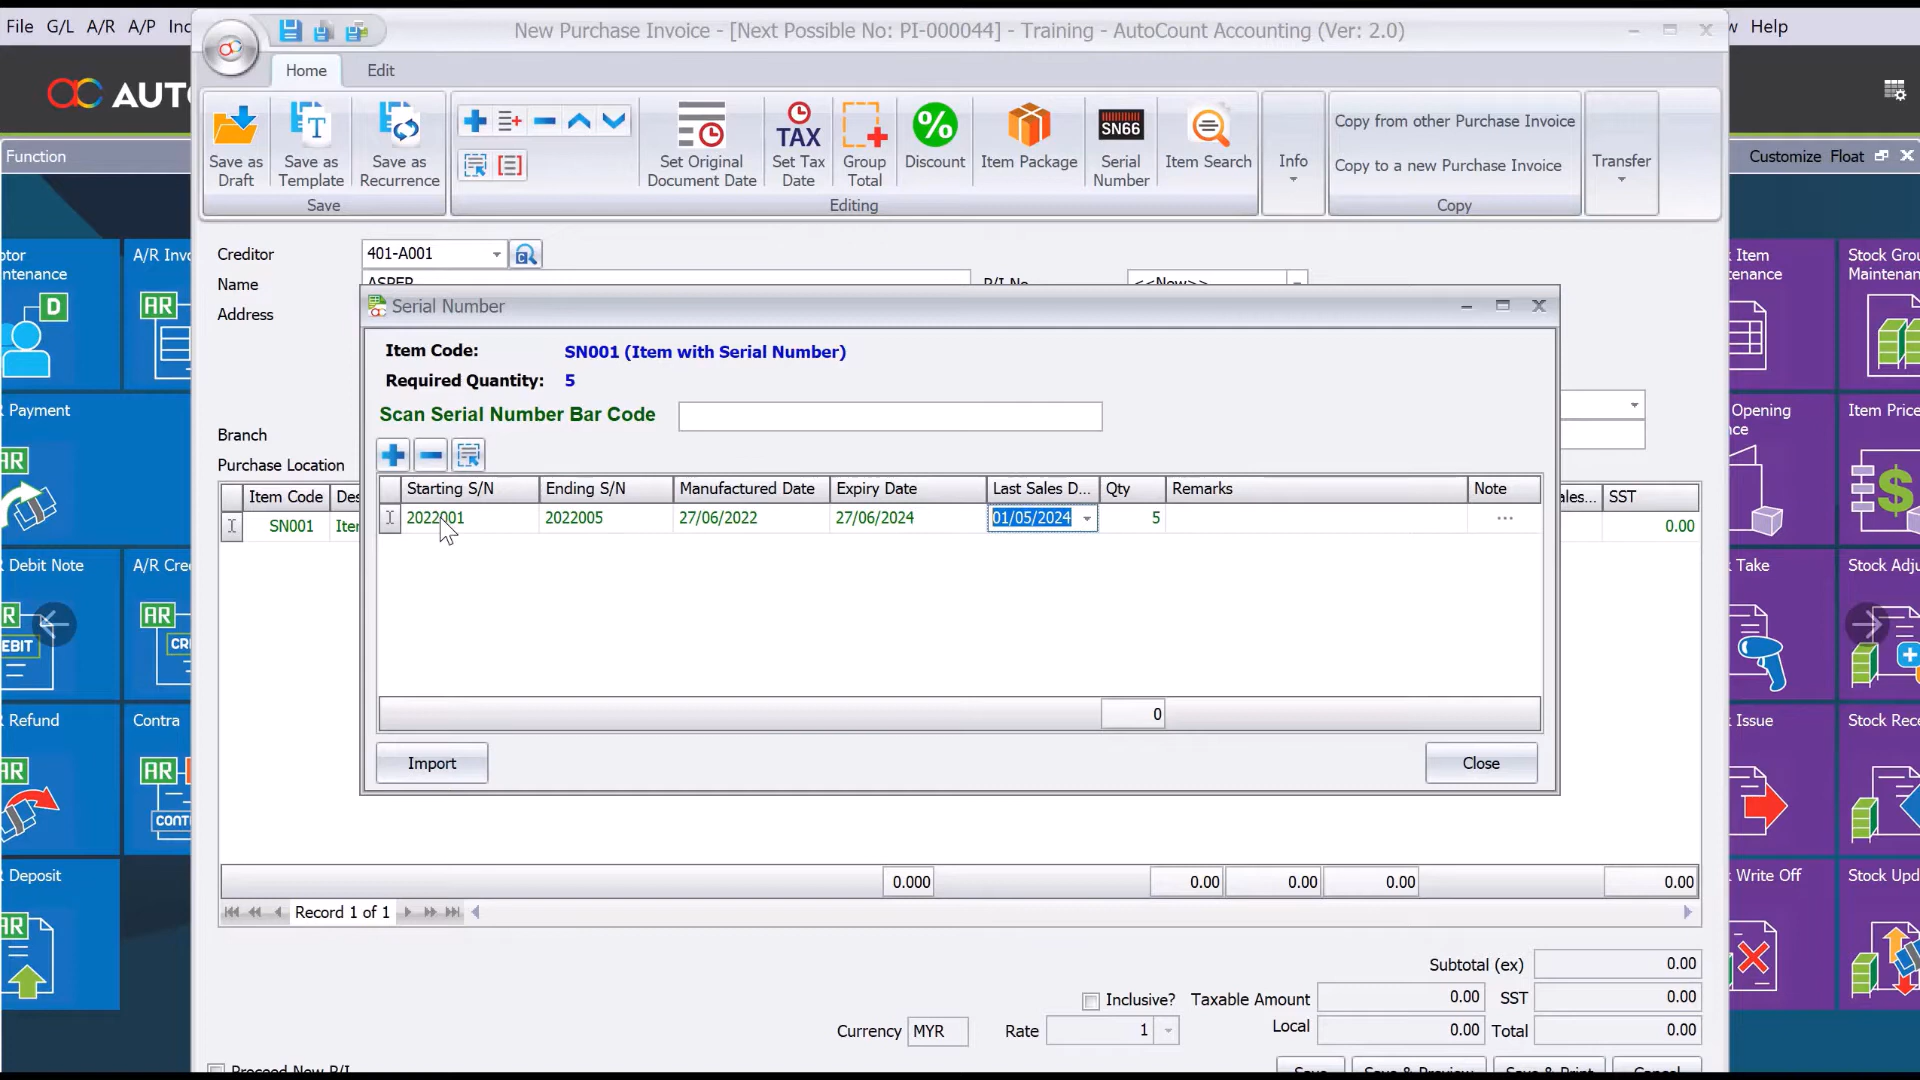 New Purchase Invoice - [Next Possible No: PI-000044] - Training - AutoCount Accounting (Ver: 2.0)
File G/L A/R A/P
Help
Home Edit
Save as Draft
Save as Template
Save as Recurrence
Save
Set Original Document Date
TAX
Set Tax Date
Group Total
Discount
Item Package
SN66
Serial Number
Item Search
Editing
Info
Copy from other Purchase Invoice
Copy to a new Purchase Invoice
Copy
Transfer
Function
Customize Float
Creditor 401-A001
Name
Address
Branch
Purchase Location
Serial Number
Item Code: SN001 (Item with Serial Number)
Required Quantity: 5
Scan Serial Number Bar Code
Starting S/N Ending S/N Manufactured Date Expiry Date Last Sales D... Qty Remarks Note
2022001 2022005 27/06/2022 27/06/2024 01/05/2024 5 ...
0
Import Close
Item Code SST
SN001 0.00
0.000 0.00 0.00 0.00 0.00
Record 1 of 1
Subtotal (ex) 0.00
Inclusive? Taxable Amount 0.00 SST 0.00
Currency MYR Rate 1 Local 0.00 Total 0.00
Payment
Debit Note
Refund
Contra
Deposit
D
AR
Item
Stock Grou
Maintenan
Opening
Item Price
Take
Stock Adju
Issue
Stock Rece
Write Off
Stock Upd